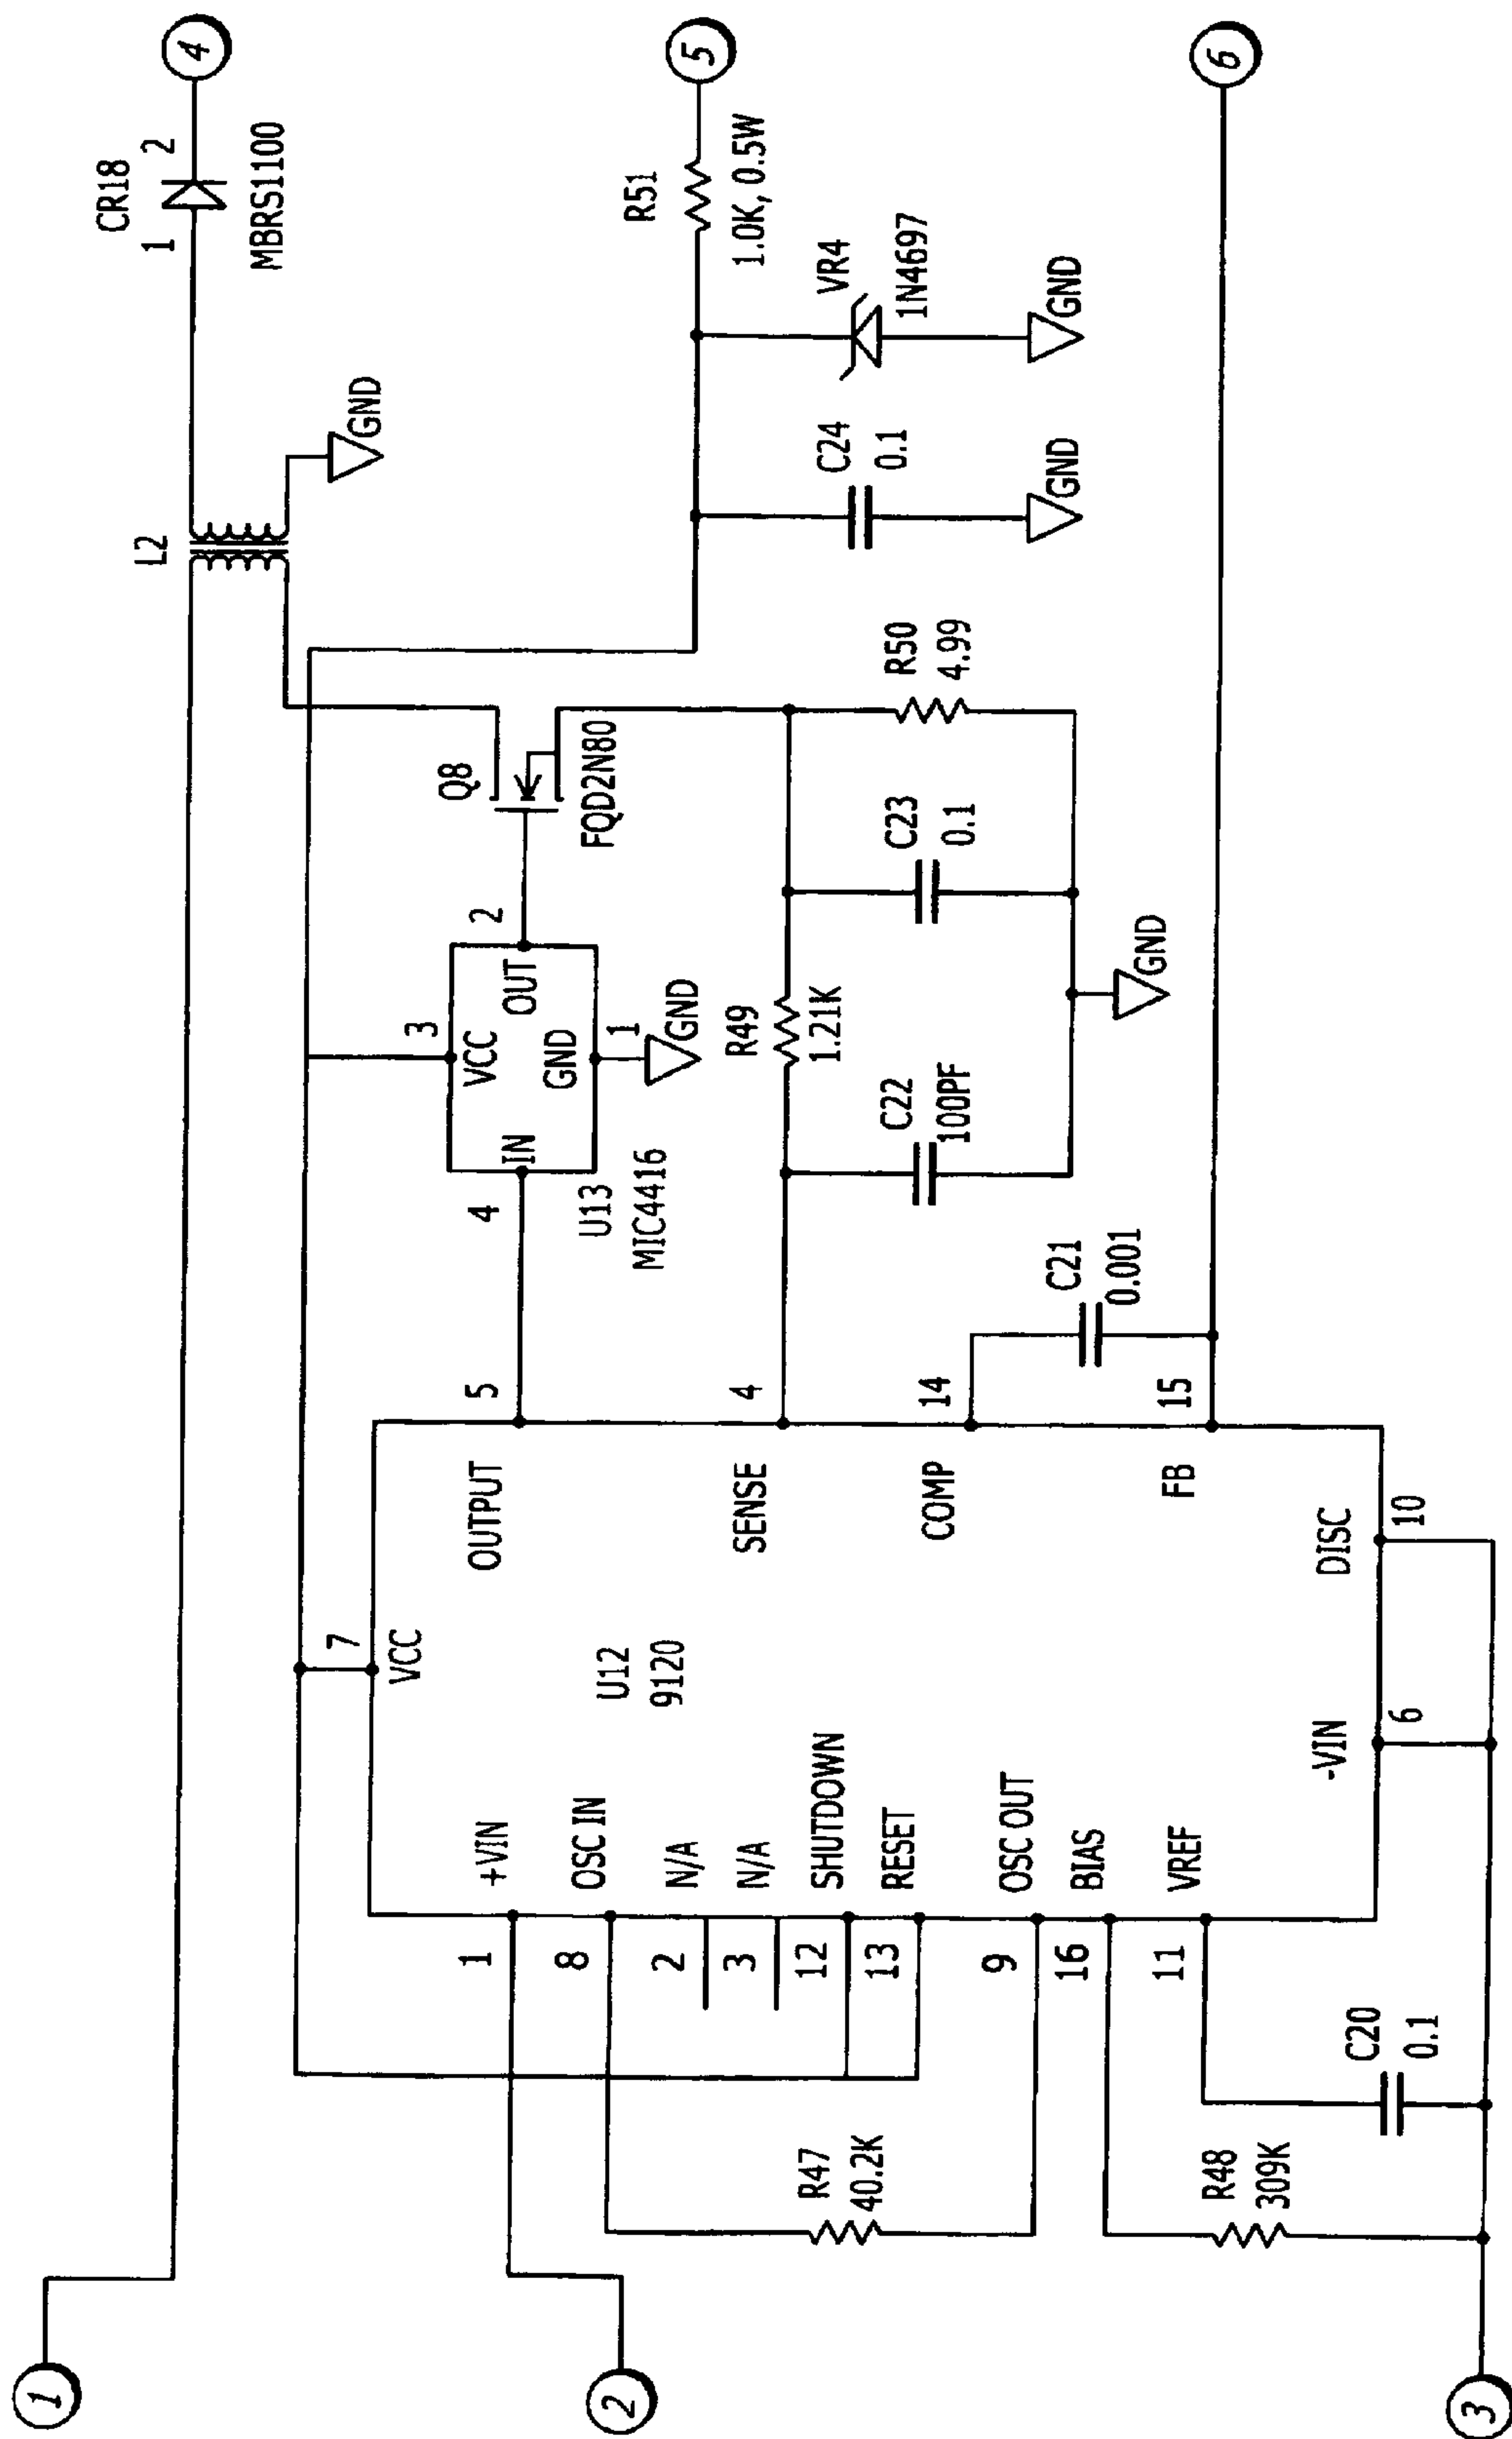 1
2
3
4
5
6
L2
CR18
1
2
MBRS1100
GND
Q8
FQD2N80
3
VCC
4
IN
OUT
2
GND
1
GND
U13
MIC4416
R51
1.0K, 0.5W
C24
0.1
GND
VR4
1N4697
GND
R49
1.21K
C22
100PF
C23
0.1
R50
4.99
GND
C21
0.001
7
VCC
U12
9120
OUTPUT
5
SENSE
4
COMP
14
FB
15
DISC
10
-VIN
6
1
+VIN
8
OSC IN
2
N/A
3
N/A
12
SHUTDOWN
13
RESET
9
OSC OUT
16
BIAS
11
VREF
R47
40.2K
R48
309K
C20
0.1